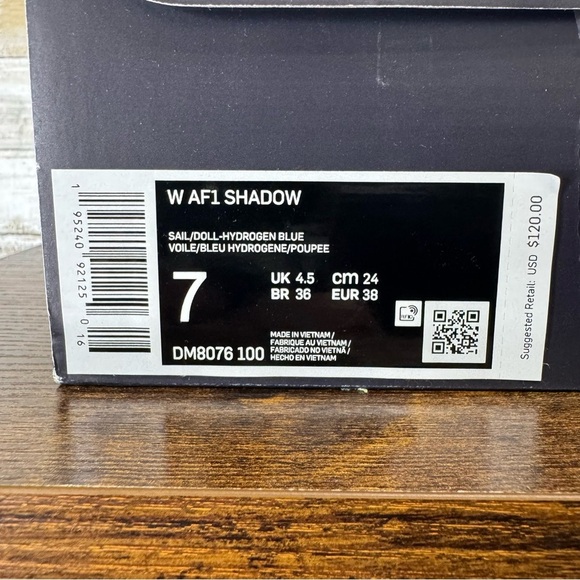 W AF1 SHADOW
SAIL/DOLL-HYDROGEN BLUE
VOILE/BLEU HYDROGENE/POUPEE
7
UK 4.5 cm 24
BR 36 EUR 38
DM8076 100
MADE IN VIETNAM /
FABRIQUE AU VIETNAM /
FABRICADO NO VIETNÃ /
HECHO EN VIETNAM
1 95240 92125 016
Suggested Retail: USD $120.00